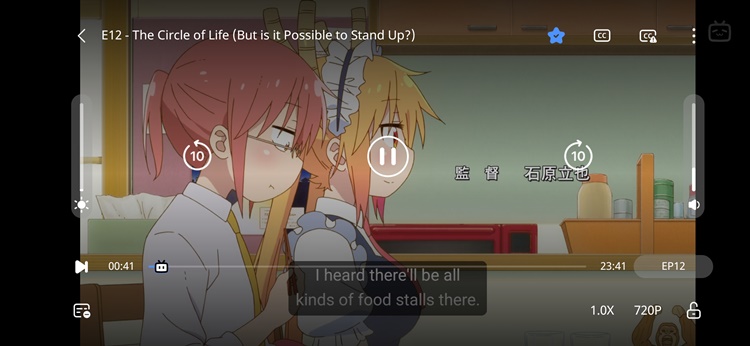 E12 - The Circle of Life (But is it Possible to Stand Up?)
CC
CC
10
10
監督 石原立也
00:41
23:41
EP12
I heard there'll be all
kinds of food stalls there.
1.0X
720P